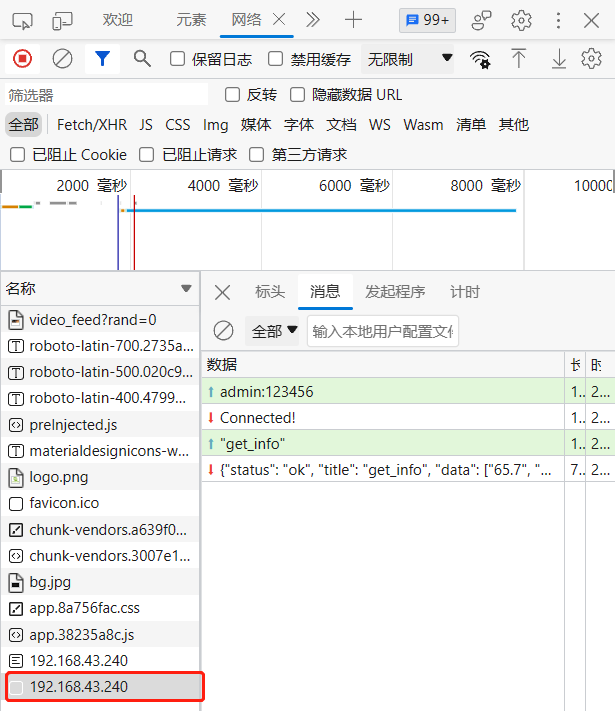 欢迎 元素 网络 99+
保留日志 禁用缓存 无限制
筛选器 反转 隐藏数据 URL
全部 Fetch/XHR JS CSS Img 媒体 字体 文档 WS Wasm 清单 其他
已阻止 Cookie 已阻止请求 第三方请求
2000 毫秒 4000 毫秒 6000 毫秒 8000 毫秒 10000
名称
video_feed?rand=0
roboto-latin-700.2735a...
roboto-latin-500.020c9...
roboto-latin-400.4799...
preInjected.js
materialdesignicons-w...
logo.png
favicon.ico
chunk-vendors.a639f0...
chunk-vendors.3007e1...
bg.jpg
app.8a756fac.css
app.38235a8c.js
192.168.43.240
192.168.43.240
标头 消息 发起程序 计时
全部 输入本地用户配置文件
数据 长 时
admin:123456 1... 2...
Connected! 1... 2...
"get_info" 1... 2...
{"status": "ok", "title": "get_info", "data": ["65.7", "... 7... 2...